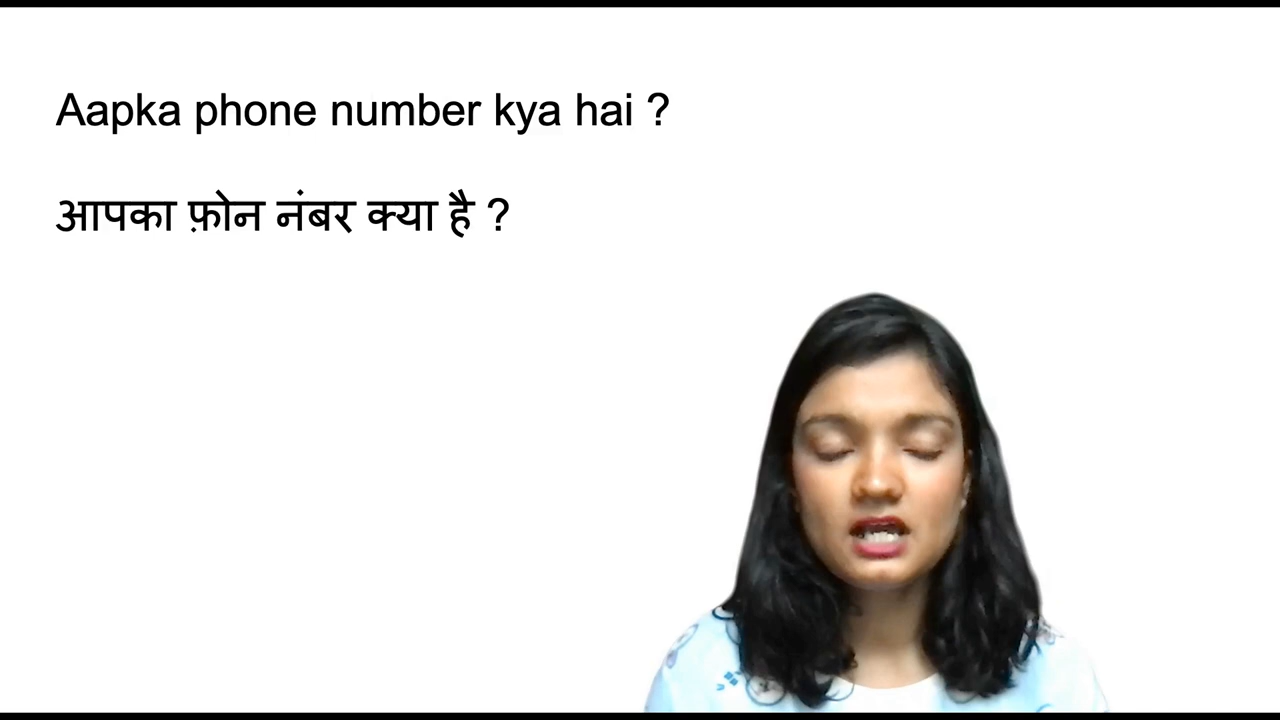 Aapka phone number kya hai ?
आपका फ़ोन नंबर क्या है ?